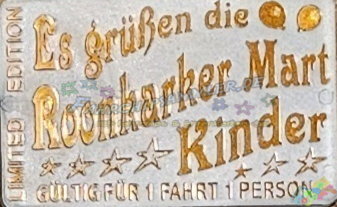 LIMITED EDITION
Es grüßen die
Roonkarker Mart
Kinder
GÜLTIG FÜR 1 FAHRT 1 PERSON